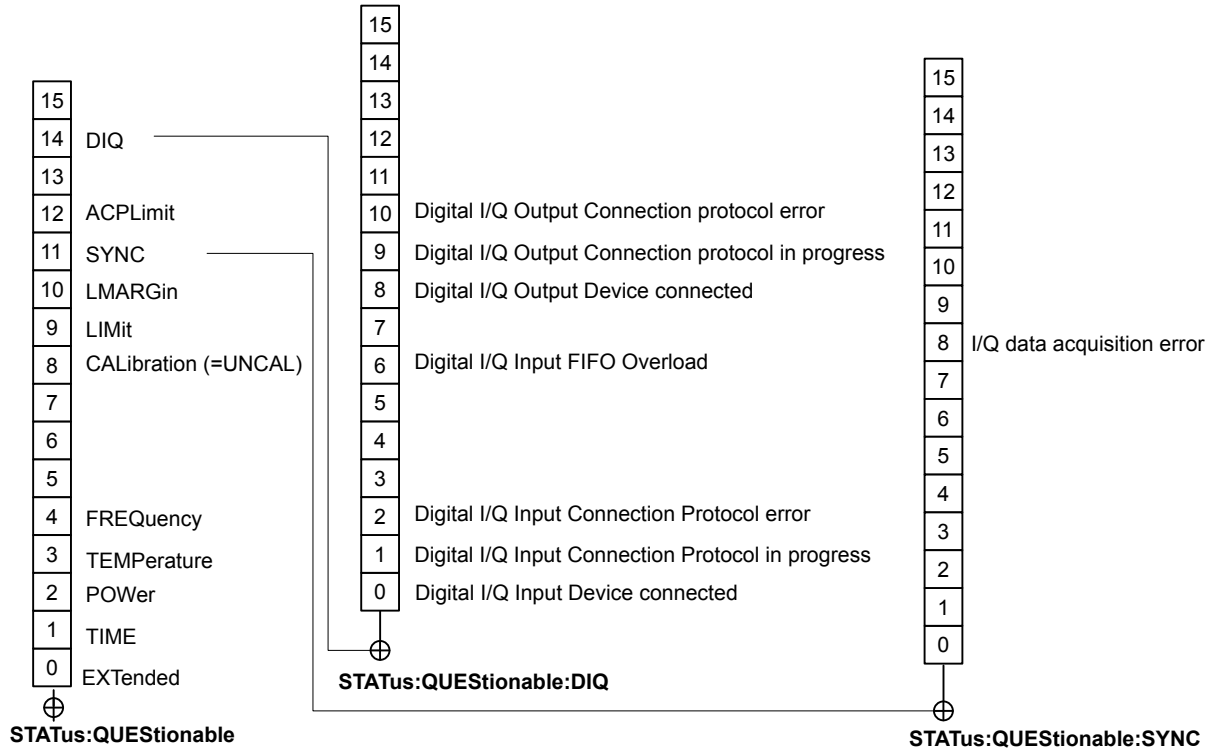 15
14 DIQ
13
12 ACPLimit
11 SYNC
10 LMARGin
9 LIMit
8 CALibration (=UNCAL)
7
6
5
4 FREQuency
3 TEMPerature
2 POWer
1 TIME
0 EXTended
STATus:QUEStionable
15
14
13
12
11
10 Digital I/Q Output Connection protocol error
9 Digital I/Q Output Connection protocol in progress
8 Digital I/Q Output Device connected
7
6 Digital I/Q Input FIFO Overload
5
4
3
2 Digital I/Q Input Connection Protocol error
1 Digital I/Q Input Connection Protocol in progress
0 Digital I/Q Input Device connected
STATus:QUEStionable:DIQ
15
14
13
12
11
10
9
8 I/Q data acquisition error
7
6
5
4
3
2
1
0
STATus:QUEStionable:SYNC